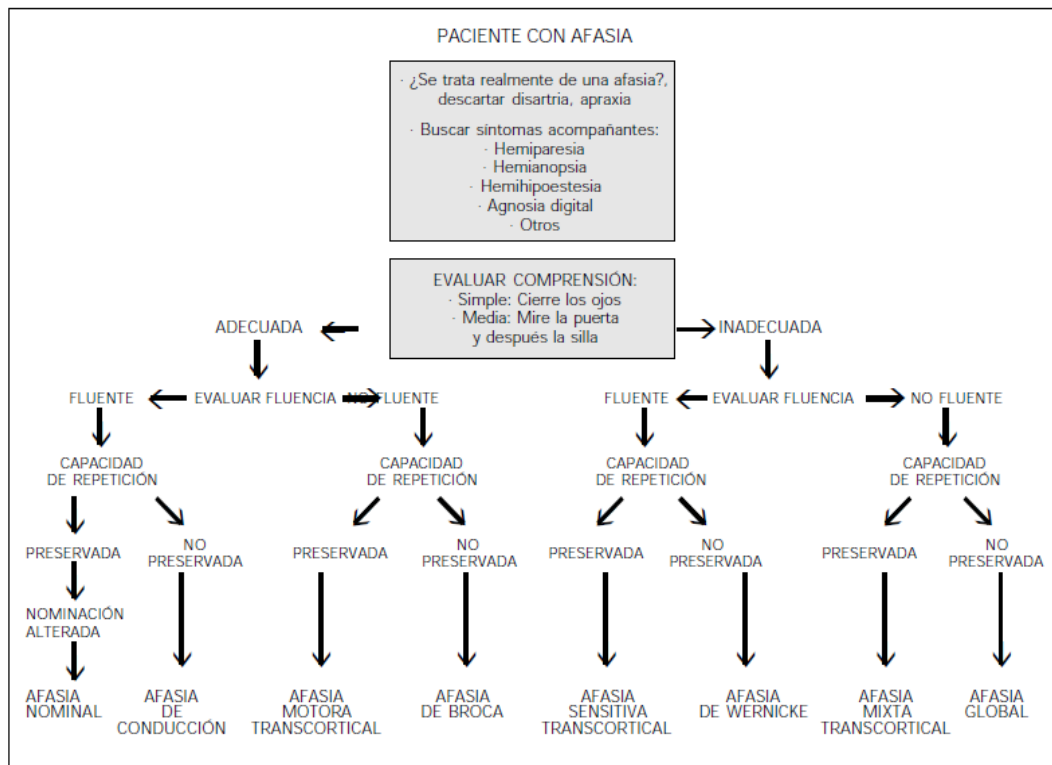 PACIENTE CON AFASIA
· ¿Se trata realmente de una afasia?,
descartar disartria, apraxia
· Buscar síntomas acompañantes:
· Hemiparesia
· Hemianopsia
· Hemihipoestesia
· Agnosia digital
· Otros
EVALUAR COMPRENSIÓN:
· Simple: Cierre los ojos
· Media: Mire la puerta
y después la silla
ADECUADA
INADECUADA
FLUENTE
EVALUAR FLUENCIA
NO FLUENTE
FLUENTE
EVALUAR FLUENCIA
NO FLUENTE
CAPACIDAD
DE REPETICIÓN
CAPACIDAD
DE REPETICIÓN
CAPACIDAD
DE REPETICIÓN
CAPACIDAD
DE REPETICIÓN
PRESERVADA
NO
PRESERVADA
PRESERVADA
NO
PRESERVADA
PRESERVADA
NO
PRESERVADA
PRESERVADA
NO
PRESERVADA
NOMINACIÓN
ALTERADA
AFASIA
NOMINAL
AFASIA
DE
CONDUCCIÓN
AFASIA
MOTORA
TRANSCORTICAL
AFASIA
DE BROCA
AFASIA
SENSITIVA
TRANSCORTICAL
AFASIA
DE WERNICKE
AFASIA
MIXTA
TRANSCORTICAL
AFASIA
GLOBAL